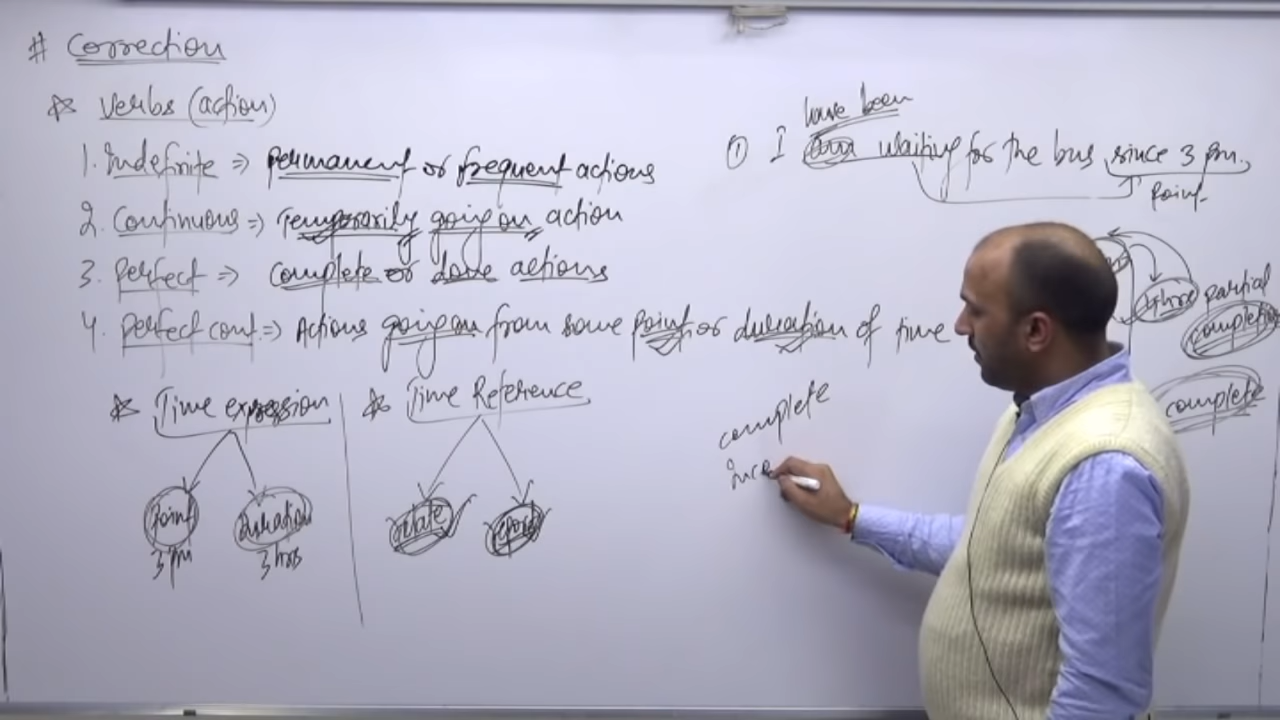 # Correction
☆ Verbs (action)
1. Indefinite ⇒ Permanent or frequent actions
2. Continuous ⇒ Temporarily going on action
3. Perfect ⇒ complete or done actions
4. Perfect cont. ⇒ Actions going on from some Point or duration of time
☆ Time expression
Point
3 pm
Duration
3 hrs
☆ Time Reference
state
have been
① I am waiting for the bus since 3 pm.
Point
partial
completion
complete
complete